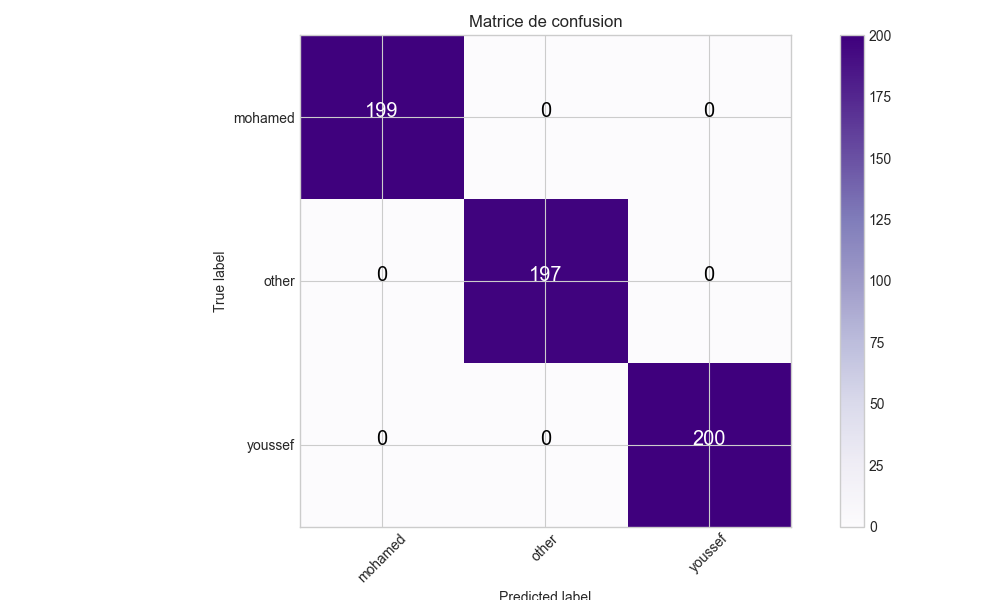 Matrice de confusion
mohamed 199 0 0
other 0 197 0
youssef 0 0 200
True label
mohamed other youssef
Predicted label
200
175
150
125
100
75
50
25
0